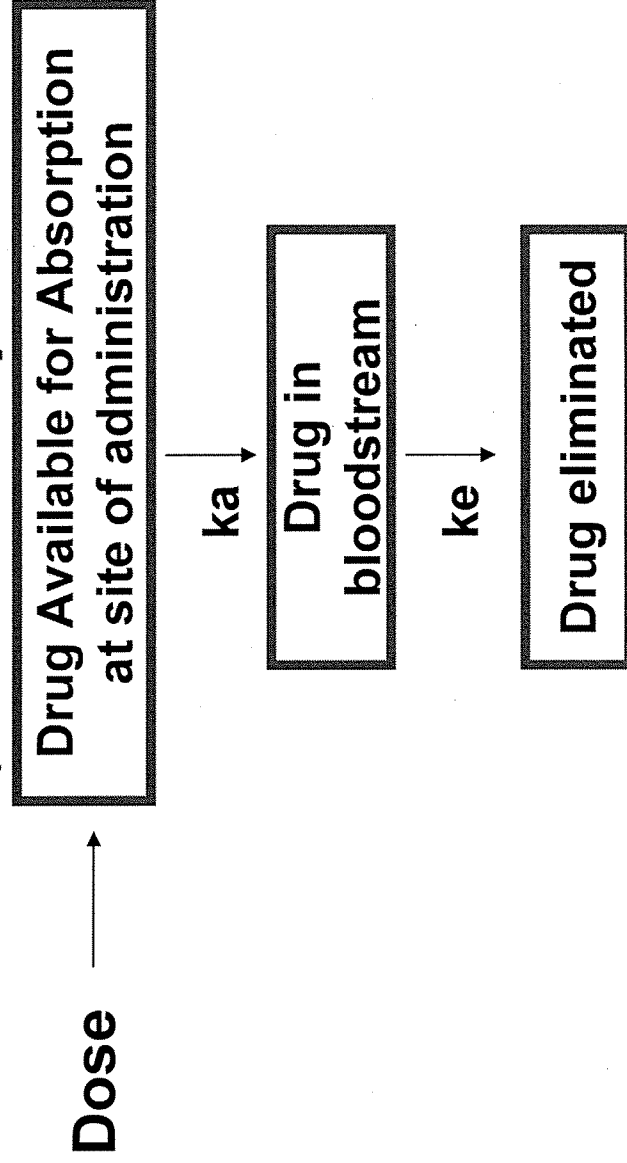 Dose
Drug Available for Absorption
at site of administration
ka
Drug in
bloodstream
ke
Drug eliminated